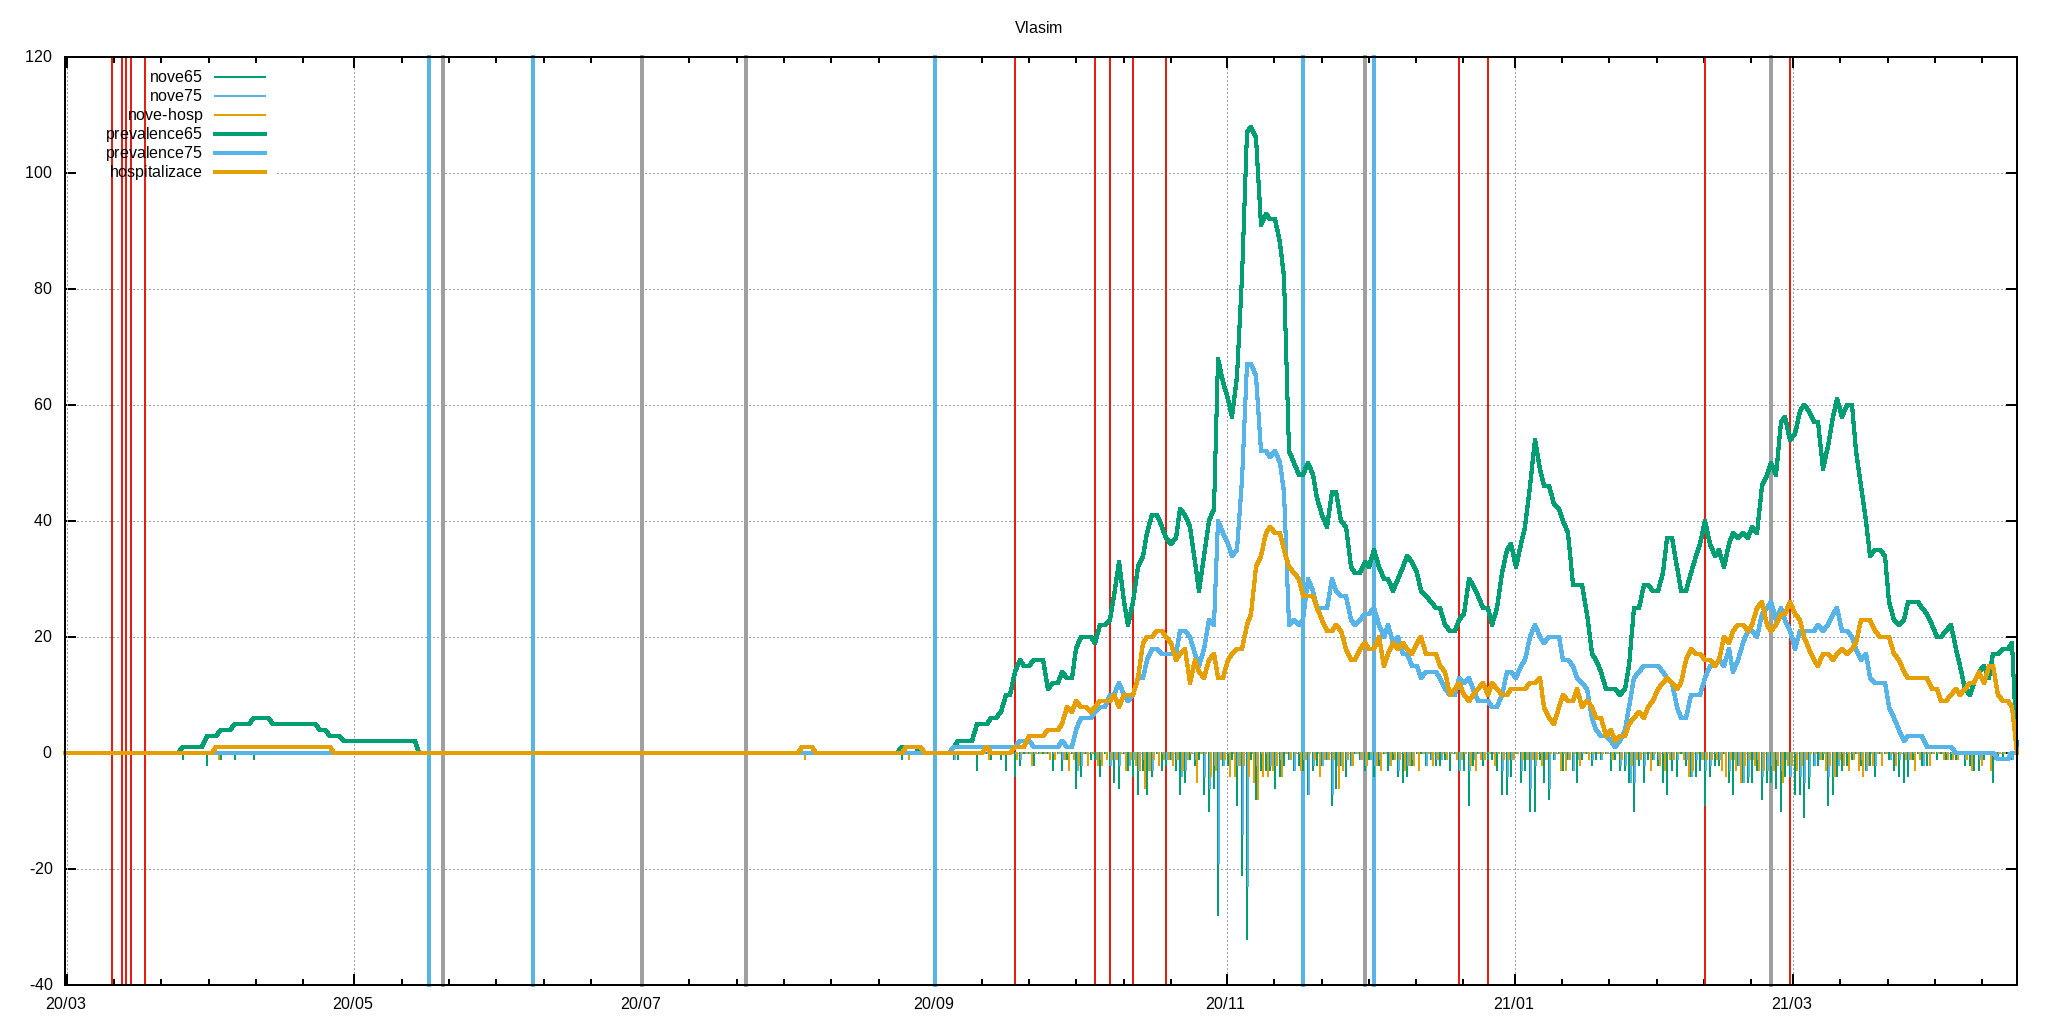 Vlasim
120
100
80
60
40
20
0
-20
-40
nove65
nove75
nove-hosp
prevalence65
prevalence75
hospitalizace
20/03 20/05 20/07 20/09 20/11 21/01 21/03